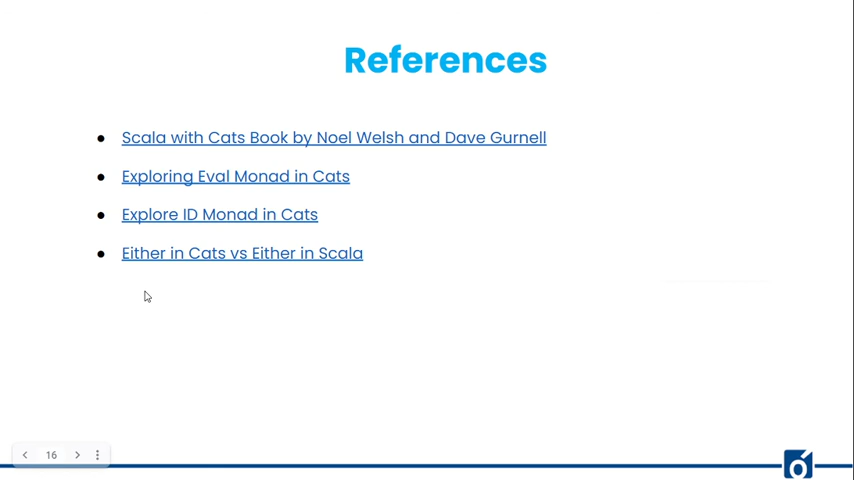 References
Scala with Cats Book by Noel Welsh and Dave Gurnell
Exploring Eval Monad in Cats
Explore ID Monad in Cats
Either in Cats vs Either in Scala
16